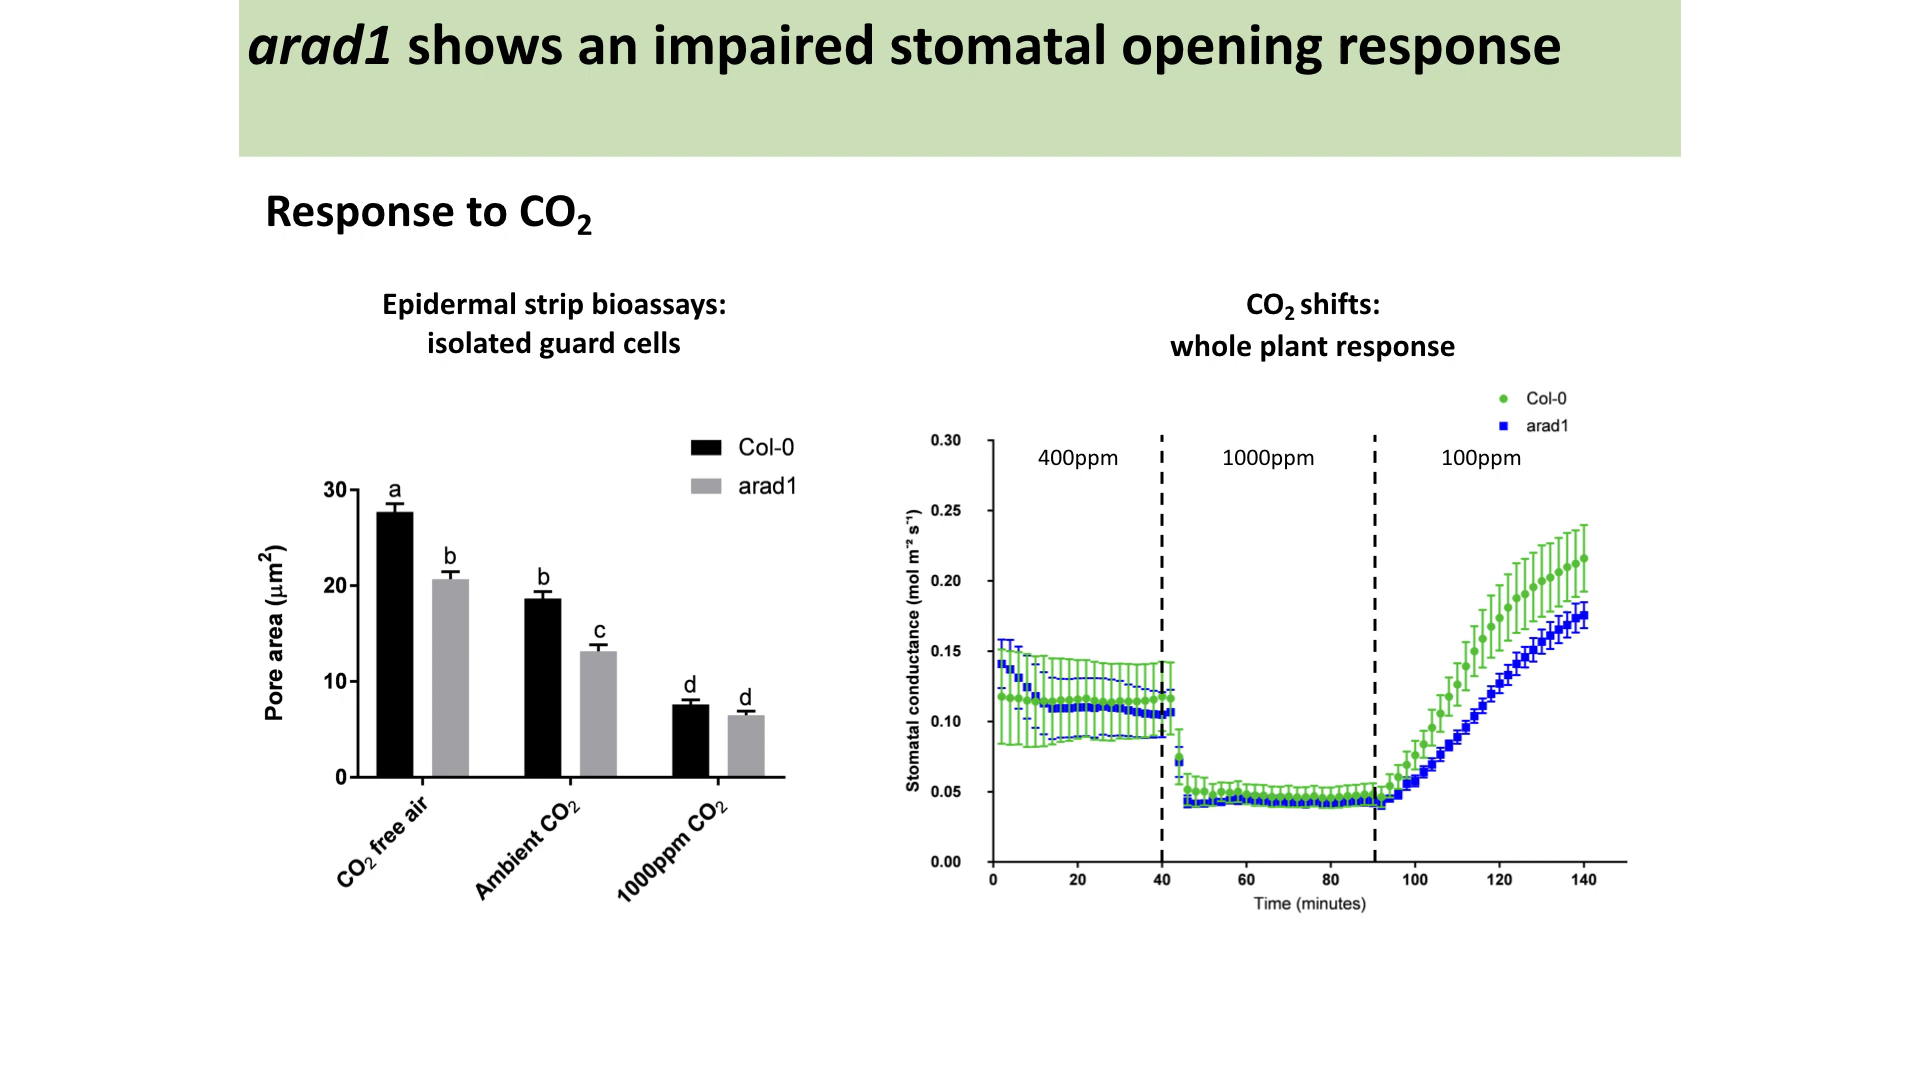 arad1 shows an impaired stomatal opening response
Response to CO₂
Epidermal strip bioassays:
isolated guard cells
Col-0
arad1
30
20
10
0
Pore area (μm²)
a
b
b
c
d
d
CO₂ free air
Ambient CO₂
1000ppm CO₂
CO₂ shifts:
whole plant response
Col-0
arad1
400ppm
1000ppm
100ppm
0.30
0.25
0.20
0.15
0.10
0.05
0.00
Stomatal conductance (mol m⁻² s⁻¹)
0
20
40
60
80
100
120
140
Time (minutes)